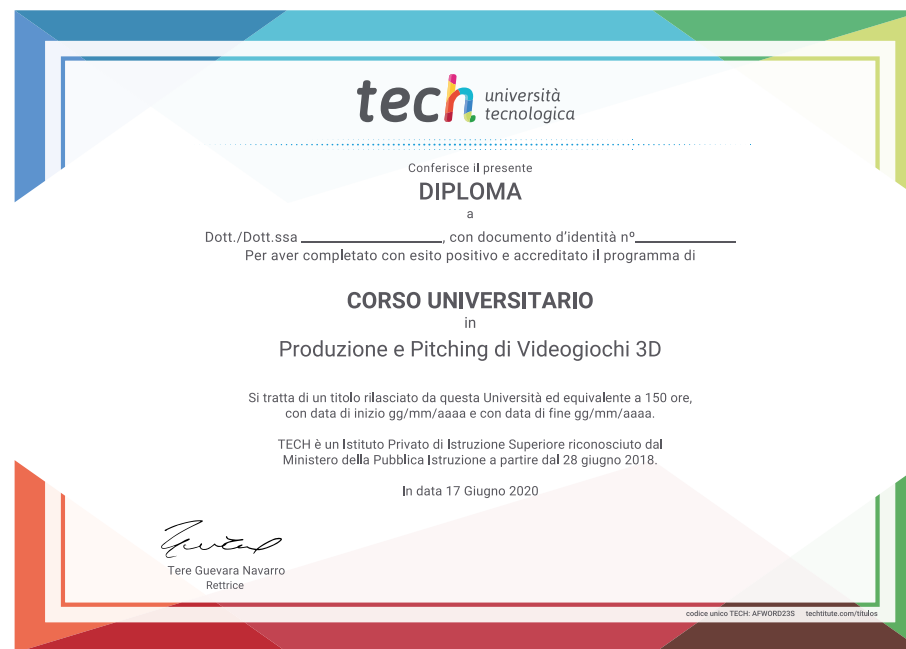 tech università
tecnologica
Conferisce il presente
DIPLOMA
a
Dott./Dott.ssa ____________________, con documento d'identità nº______________
Per aver completato con esito positivo e accreditato il programma di
CORSO UNIVERSITARIO
in
Produzione e Pitching di Videogiochi 3D
Si tratta di un titolo rilasciato da questa Università ed equivalente a 150 ore,
con data di inizio gg/mm/aaaa e con data di fine gg/mm/aaaa.
TECH è un Istituto Privato di Istruzione Superiore riconosciuto dal
Ministero della Pubblica Istruzione a partire dal 28 giugno 2018.
In data 17 Giugno 2020
Tere Guevara Navarro
Rettrice
codice unico TECH: AFWORD23S techtitute.com/titulos